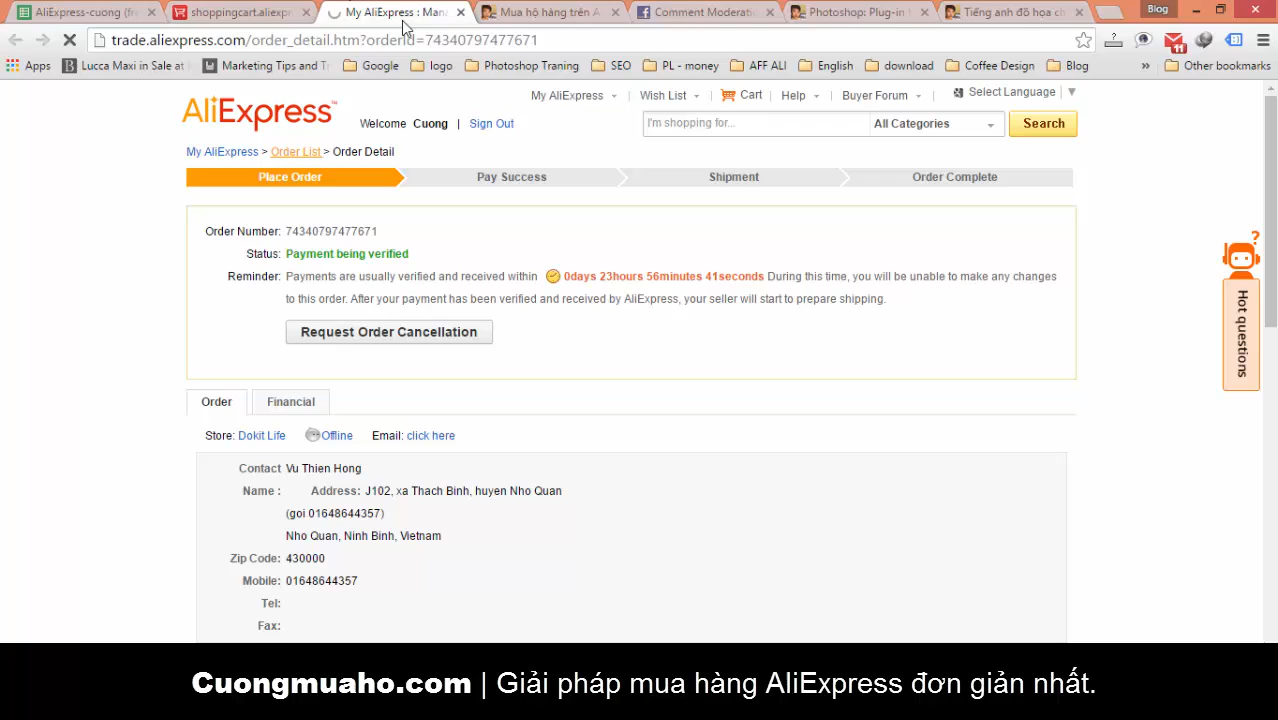 AliExpress-cuong (fr
shoppingcart.aliexpr
My AliExpress : Mana
Mua hộ hàng trên A
Comment Moderati
Photoshop: Plug-in
Tiếng anh đồ họa ch
Blog
trade.aliexpress.com/order_detail.htm?orderId=74340797477671
11
Apps
B Lucca Maxi in Sale at
Marketing Tips and Tr
Google
logo
Photoshop Traning
SEO
PL - money
AFF ALI
English
download
Coffee Design
Blog
»
Other bookmarks
AliExpress™
My AliExpress
Wish List
Cart
Help
Buyer Forum
Select Language
Welcome Cuong | Sign Out
I'm shopping for...
All Categories
Search
My AliExpress > Order List > Order Detail
Place Order
Pay Success
Shipment
Order Complete
Order Number: 74340797477671
Status: Payment being verified
Reminder: Payments are usually verified and received within 0days 23hours 56minutes 41seconds During this time, you will be unable to make any changes
to this order. After your payment has been verified and received by AliExpress, your seller will start to prepare shipping.
Request Order Cancellation
?
Hot questions
Order
Financial
Store: Dokit Life
Offline
Email: click here
Contact Vu Thien Hong
Name : Address: J102, xa Thach Binh, huyen Nho Quan
(goi 01648644357)
Nho Quan, Ninh Binh, Vietnam
Zip Code: 430000
Mobile: 01648644357
Tel:
Fax:
Cuongmuaho.com | Giải pháp mua hàng AliExpress đơn giản nhất.